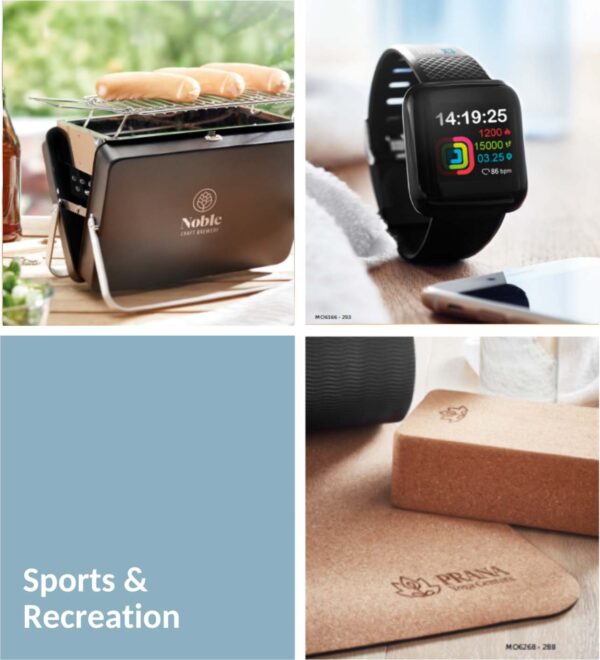 Noble
CRAFT BREWERY
14:19:25
1200
15000
03.25
86 bpm
MO6166 - 293
Sports &
Recreation
PRANA
MO6268 - 288